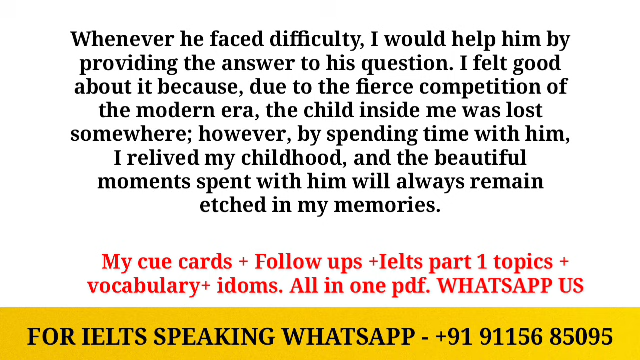 Whenever he faced difficulty, I would help him by
providing the answer to his question. I felt good
about it because, due to the fierce competition of
the modern era, the child inside me was lost
somewhere; however, by spending time with him,
I relived my childhood, and the beautiful
moments spent with him will always remain
etched in my memories.
My cue cards + Follow ups +Ielts part 1 topics +
vocabulary+ idoms. All in one pdf. WHATSAPP US
FOR IELTS SPEAKING WHATSAPP - +91 91156 85095